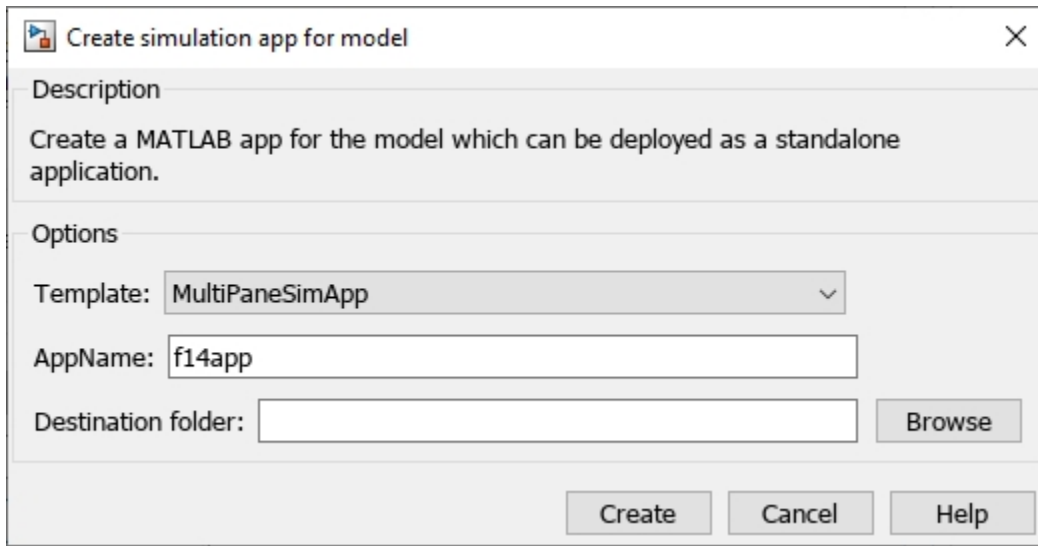 Create simulation app for model
Description
Create a MATLAB app for the model which can be deployed as a standalone
application.
Options
Template: MultiPaneSimApp
AppName: f14app
Destination folder: Browse
Create Cancel Help